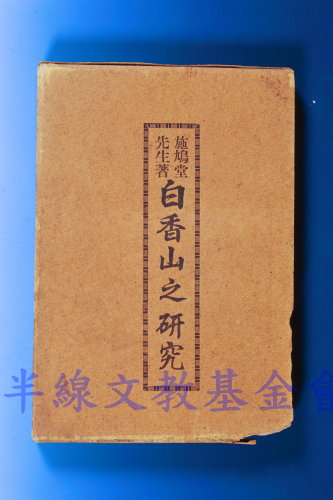 施鳩堂
先生著
白香山之研究
半線文教基金會